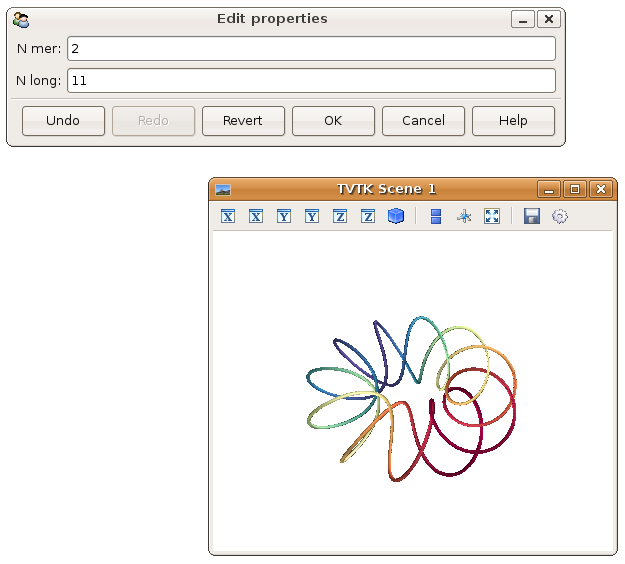 Edit properties
N mer: 2
N long: 11
Undo Redo Revert OK Cancel Help
TVTK Scene 1
X X Y Y Z Z